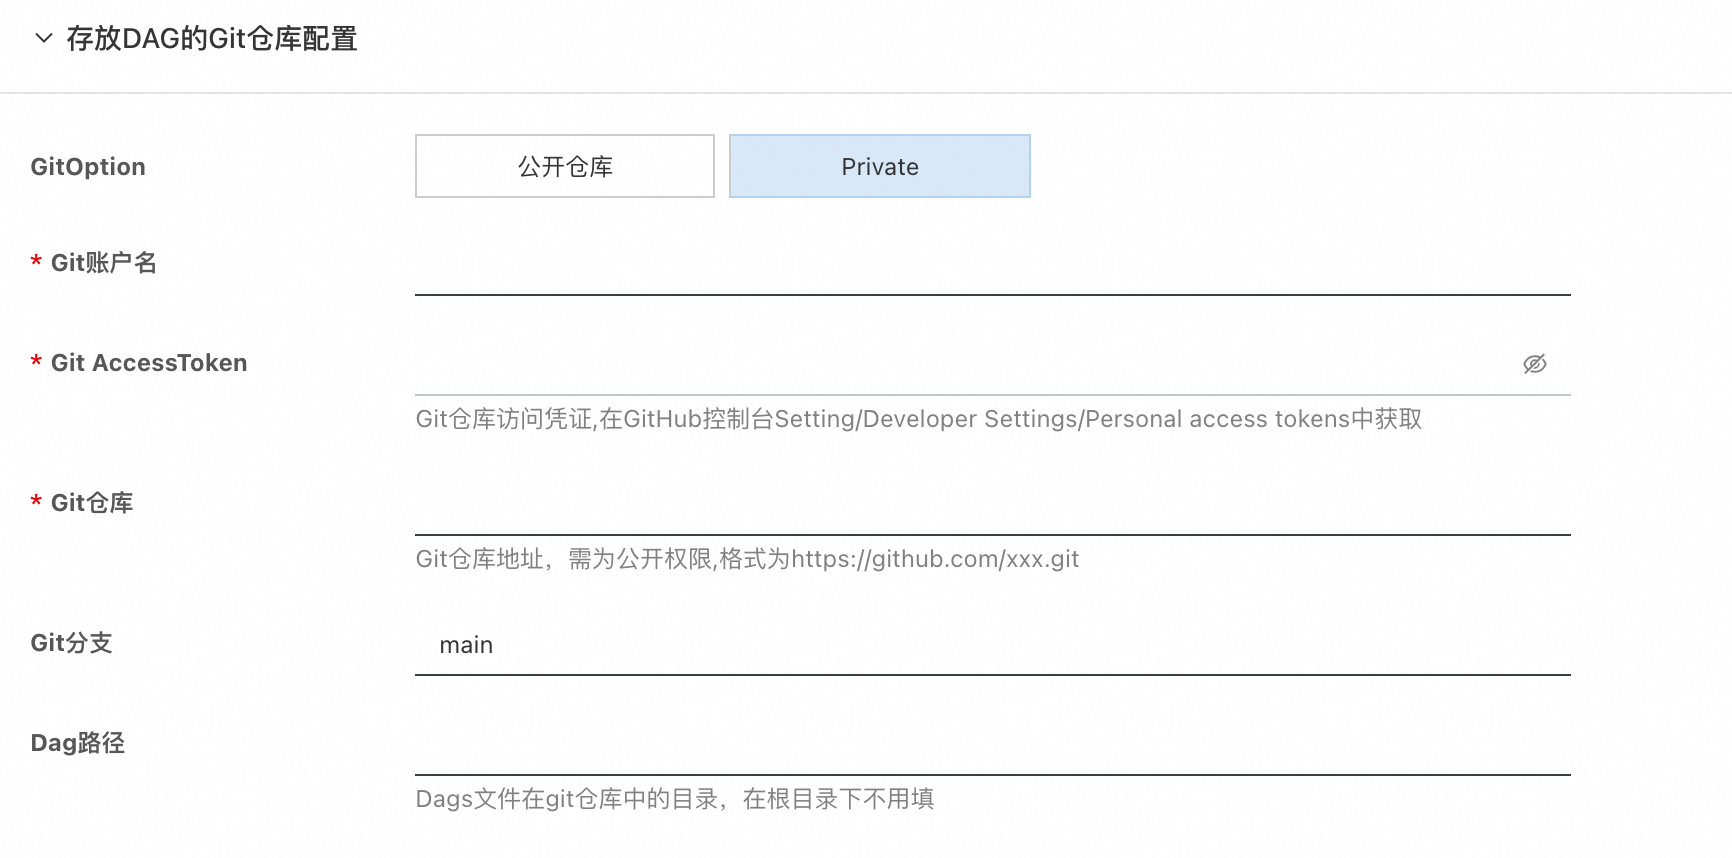 存放DAG的Git仓库配置
GitOption
公开仓库
Private
* Git账户名
* Git AccessToken
Git仓库访问凭证,在GitHub控制台Setting/Developer Settings/Personal access tokens中获取
* Git仓库
Git仓库地址，需为公开权限,格式为https://github.com/xxx.git
Git分支
main
Dag路径
Dags文件在git仓库中的目录，在根目录下不用填